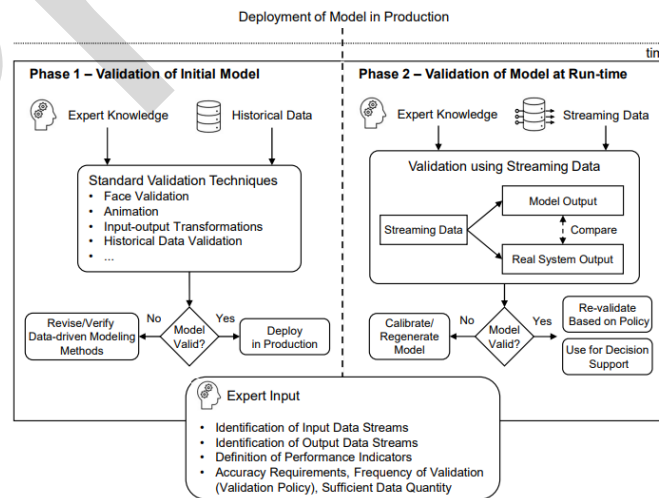 Deployment of Model in Production
Phase 1 – Validation of Initial Model
Expert Knowledge
Historical Data
Standard Validation Techniques
• Face Validation
• Animation
• Input-output Transformations
• Historical Data Validation
• ...
No
Yes
Revise/Verify
Data-driven Modeling
Methods
Model
Valid?
Deploy
in Production
Phase 2 – Validation of Model at Run-time
Expert Knowledge
Streaming Data
Validation using Streaming Data
Model Output
Streaming Data
Compare
Real System Output
No
Yes
Calibrate/
Regenerate
Model
Model
Valid?
Re-validate
Based on Policy
Use for Decision
Support
Expert Input
• Identification of Input Data Streams
• Identification of Output Data Streams
• Definition of Performance Indicators
• Accuracy Requirements, Frequency of Validation
(Validation Policy), Sufficient Data Quantity